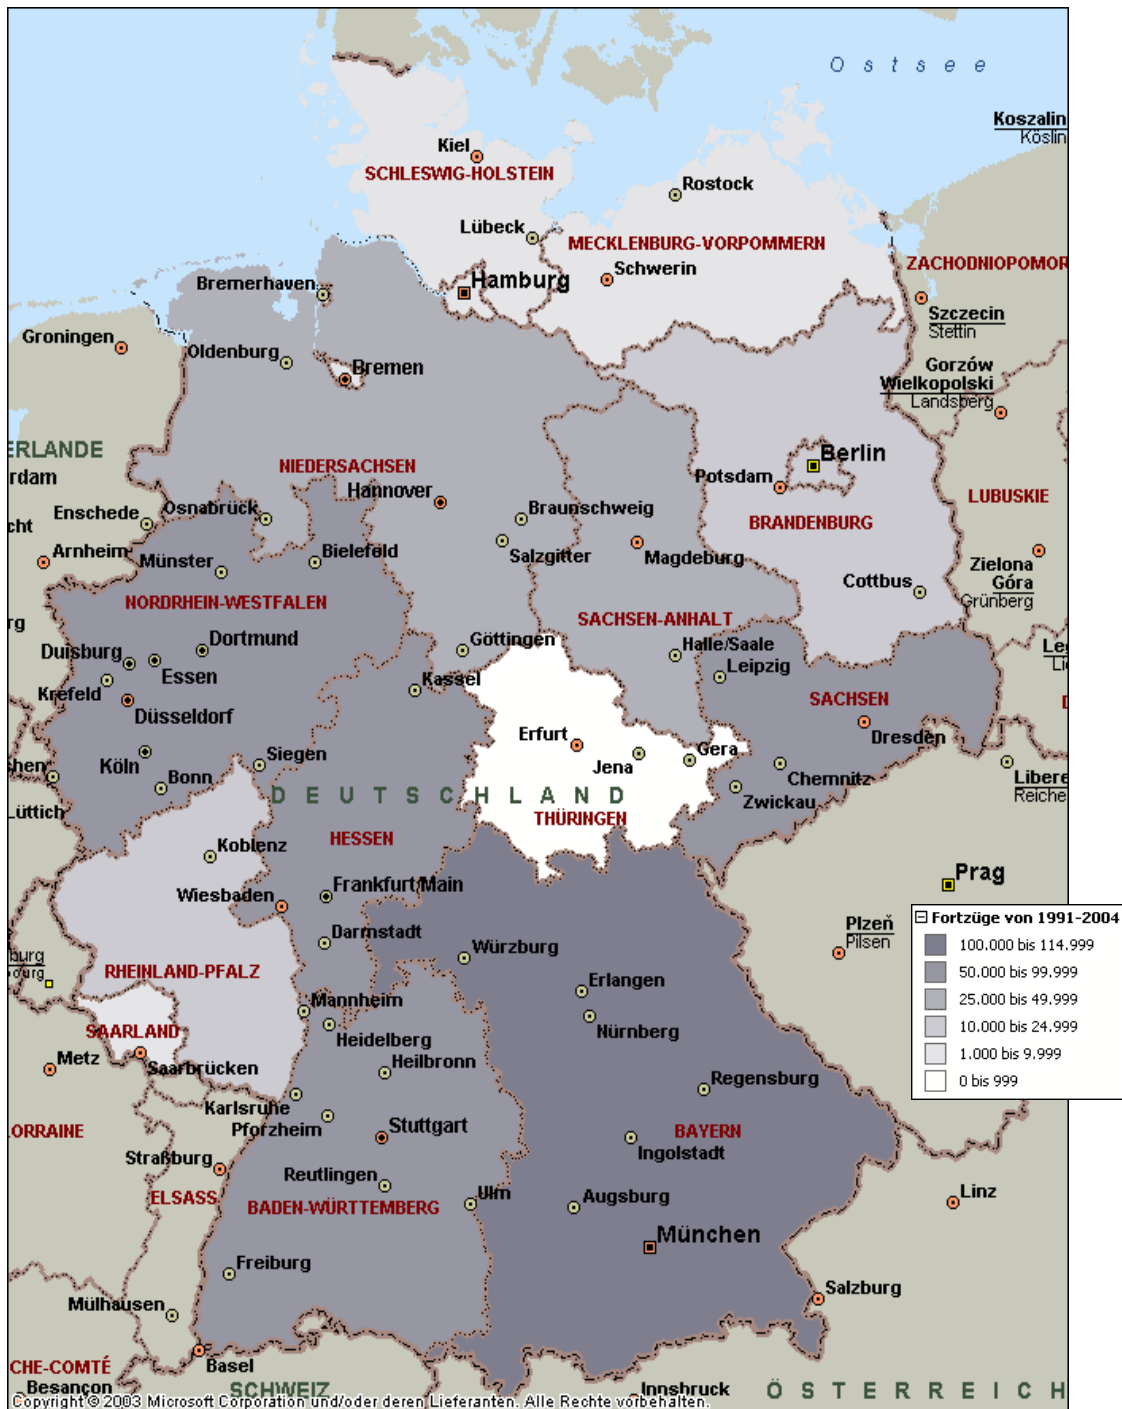 Ostsee
Koszalin
Köslin
Kiel
SCHLESWIG-HOLSTEIN
Rostock
Lübeck
MECKLENBURG-VORPOMMERN
ZACHODNIOPOMOR
Schwerin
Hamburg
Bremerhaven
Szczecin
Stettin
Groningen
Oldenburg
Bremen
Gorzów
Wielkopolski
Landsberg
ERLANDE
rdam
Berlin
NIEDERSACHSEN
Potsdam
Hannover
LUBUSKIE
Enschede
Osnabrück
Braunschweig
BRANDENBURG
cht
Arnheim
Münster
Bielefeld
Salzgitter
Magdeburg
Zielona
Góra
Grünberg
Cottbus
NORDRHEIN-WESTFALEN
SACHSEN-ANHALT
rg
Dortmund
Göttingen
Halle/Saale
Duisburg
Essen
Leipzig
Krefeld
Kassel
SACHSEN
Düsseldorf
Erfurt
Dresden
Köln
Siegen
Jena
Gera
Chemnitz
Bonn
Zwickau
Libere
Reiche
Lüttich
DEUTSCHLAND
THÜRINGEN
HESSEN
Koblenz
Prag
Wiesbaden
Frankfurt/Main
Plzeň
Pilsen
Darmstadt
Würzburg
burg
RHEINLAND-PFALZ
Erlangen
Mannheim
Nürnberg
SAARLAND
Heidelberg
Metz
Saarbrücken
Heilbronn
Regensburg
Karlsruhe
Pforzheim
Stuttgart
LORRAINE
BAYERN
Ingolstadt
Straßburg
Reutlingen
ELSASS
Ulm
Augsburg
Linz
BADEN-WÜRTTEMBERG
München
Freiburg
Salzburg
Mülhausen
Basel
CHE-COMTÉ
Besançon
SCHWEIZ
Innsbruck
ÖSTERREICH
Fortzüge von 1991-2004
100.000 bis 114.999
50.000 bis 99.999
25.000 bis 49.999
10.000 bis 24.999
1.000 bis 9.999
0 bis 999
Copyright © 2003 Microsoft Corporation und/oder deren Lieferanten. Alle Rechte vorbehalten.